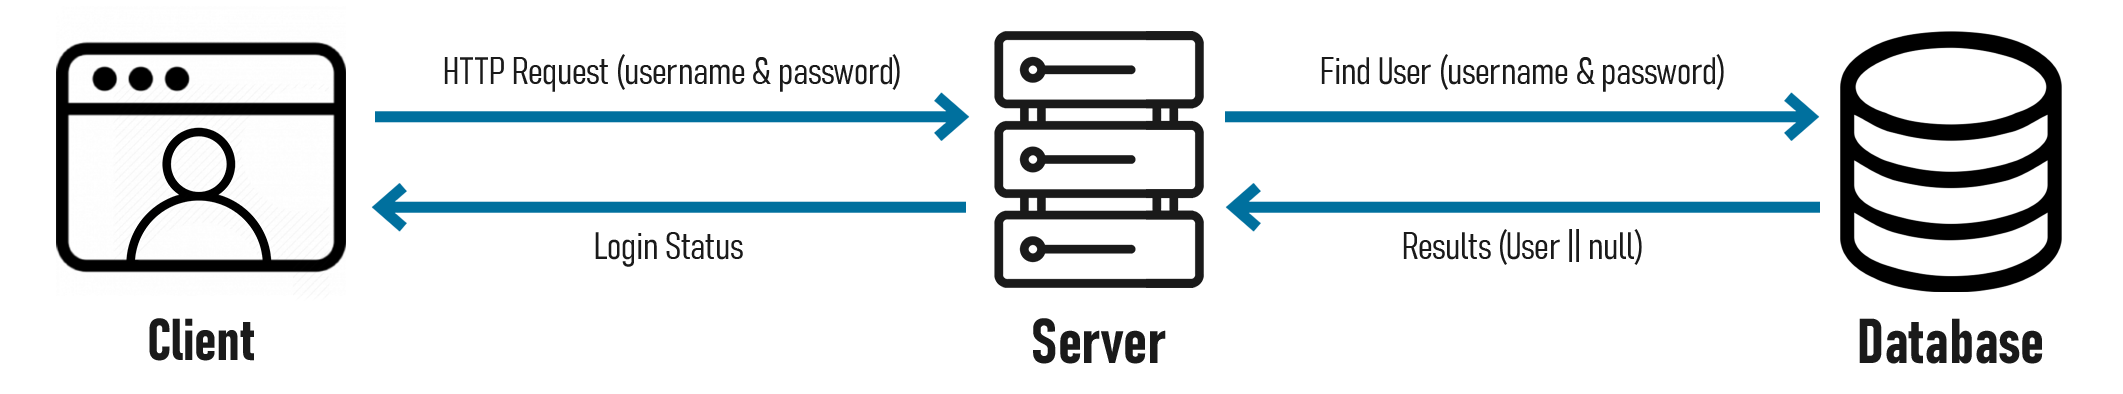 HTTP Request (username & password)
Find User (username & password)
Login Status
Results (User || null)
Client
Server
Database